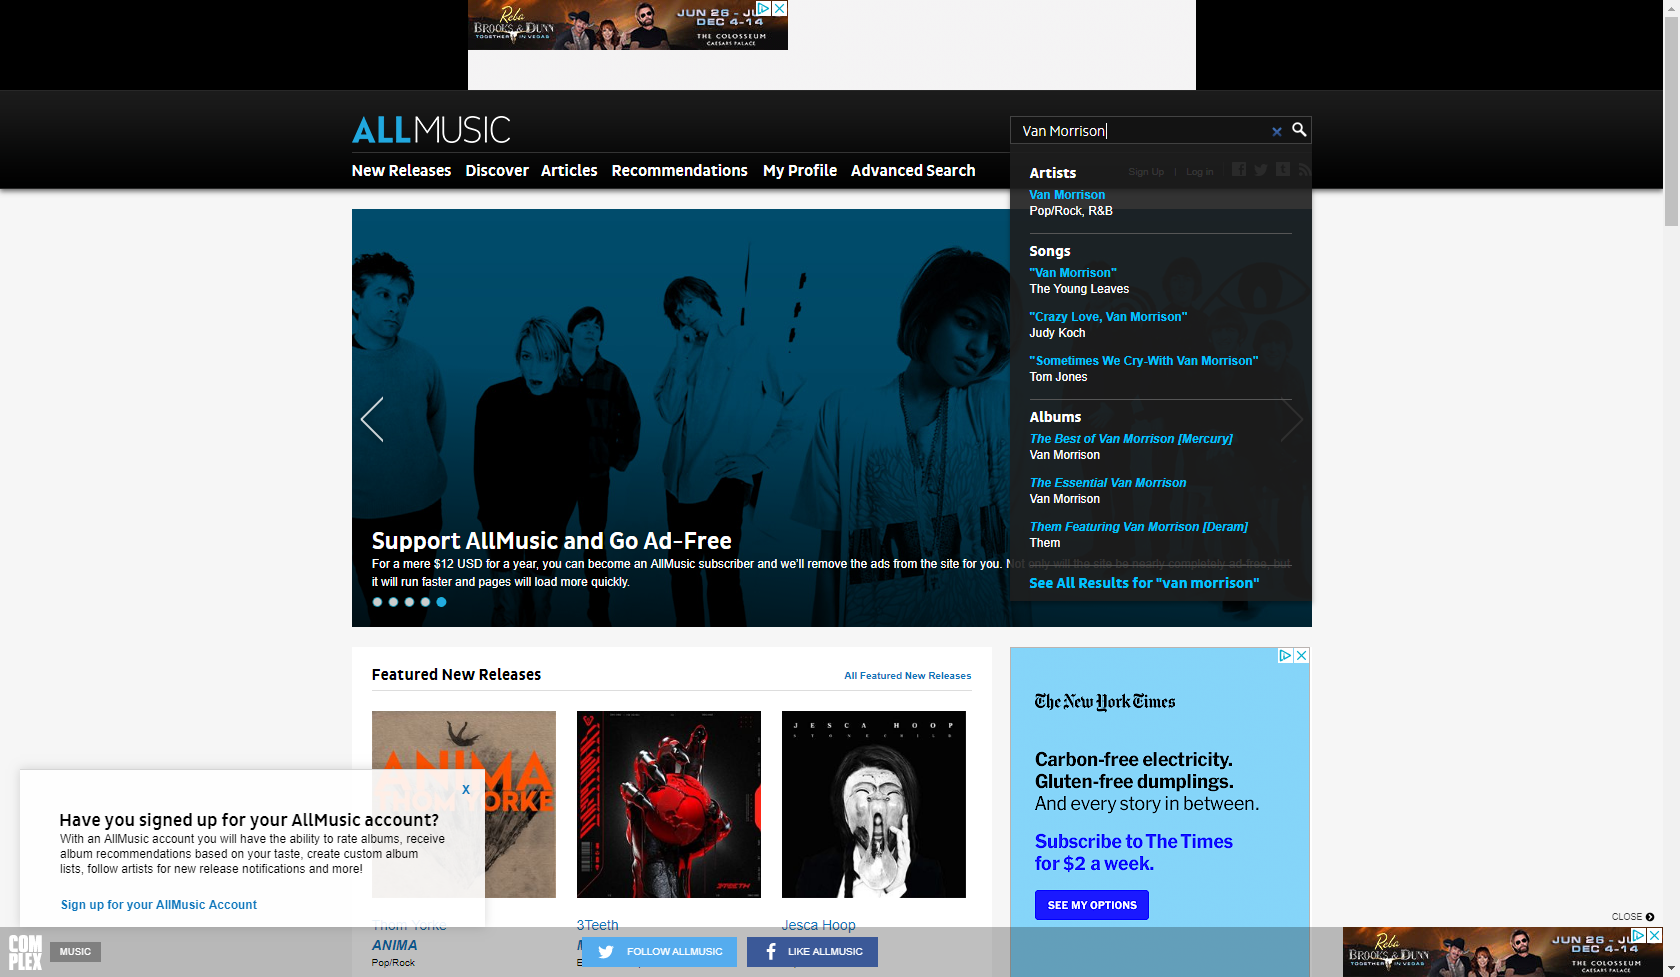 Reba
BROOKS & DUNN
TOGETHER IN VEGAS
JUN 26 - JU
DEC 4-14
THE COLOSSEUM
CAESARS PALACE
ALLMUSIC
Van Morrison
New Releases Discover Articles Recommendations My Profile Advanced Search
Sign Up | Log in
Artists
Van Morrison
Pop/Rock, R&B
Songs
"Van Morrison"
The Young Leaves
"Crazy Love, Van Morrison"
Judy Koch
"Sometimes We Cry-With Van Morrison"
Tom Jones
Albums
The Best of Van Morrison [Mercury]
Van Morrison
The Essential Van Morrison
Van Morrison
Them Featuring Van Morrison [Deram]
Them
See All Results for "van morrison"
Support AllMusic and Go Ad-Free
For a mere $12 USD for a year, you can become an AllMusic subscriber and we'll remove the ads from the site for you. Not only will the site be nearly completely ad-free, but
it will run faster and pages will load more quickly.
Featured New Releases
All Featured New Releases
ANIMA
THOM YORKE
3TEETH
JESCA HOOP
STONECHILD
Thom Yorke
ANIMA
Pop/Rock
3Teeth
Jesca Hoop
The New York Times
Carbon-free electricity.
Gluten-free dumplings.
And every story in between.
Subscribe to The Times
for $2 a week.
SEE MY OPTIONS
X
Have you signed up for your AllMusic account?
With an AllMusic account you will have the ability to rate albums, receive
album recommendations based on your taste, create custom album
lists, follow artists for new release notifications and more!
Sign up for your AllMusic Account
COMPLEX
MUSIC
FOLLOW ALLMUSIC
LIKE ALLMUSIC
CLOSE
Reba
BROOKS & DUNN
TOGETHER IN VEGAS
JUN 26 - JU
DEC 4-14
THE COLOSSEUM
CAESARS PALACE